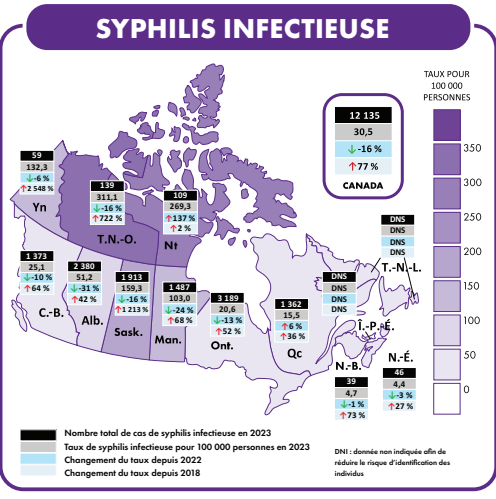 SYPHILIS INFECTIEUSE
TAUX POUR
100 000
PERSONNES
12 135
30,5
↓-16 %
↑77 %
CANADA
350
300
250
200
150
100
50
0
59
132,3
↓-6 %
↑2 548 %
Yn
139
311,1
↓-16 %
↑722 %
T.N.-O.
109
269,3
↑137 %
↑2 %
Nt
1 373
25,1
↓-10 %
↑64 %
C.-B.
2 380
51,2
↓-31 %
↑42 %
Alb.
1 913
159,3
↓-16 %
↑1 213 %
Sask.
1 487
103,0
↓-24 %
↑68 %
Man.
3 189
20,6
↓-13 %
↑52 %
Ont.
1 362
15,5
↑6 %
↑36 %
Qc
DNS
DNS
DNS
DNS
T.-N.-L.
DNS
DNS
DNS
DNS
Î.-P.-É.
N.-B.
39
4,7
↓-1 %
↑73 %
N.-É.
46
4,4
↓-3 %
↑27 %
Nombre total de cas de syphilis infectieuse en 2023
Taux de syphilis infectieuse pour 100 000 personnes en 2023
Changement du taux depuis 2022
Changement du taux depuis 2018
DNI : donnée non indiquée afin de
réduire le risque d'identification des
individus